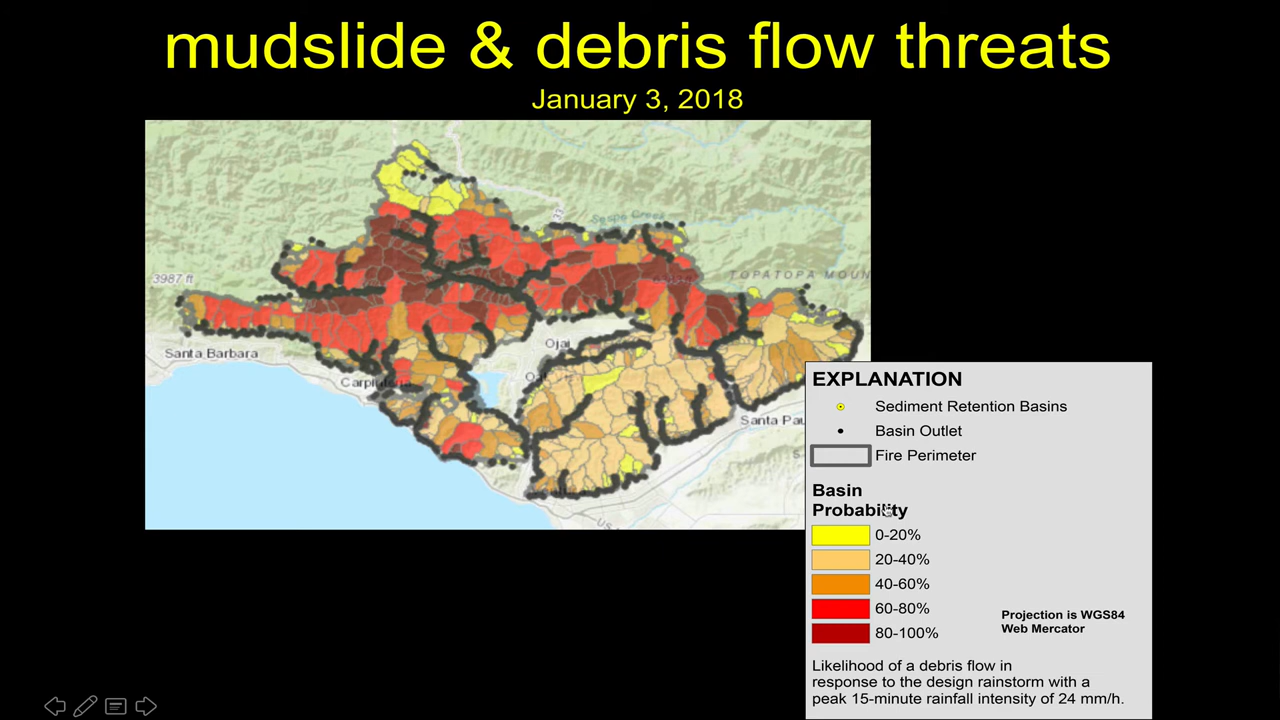 mudslide & debris flow threats
January 3, 2018
Sespe Creek
33
3987 ft
TOPATOPA MOUN
Ojai
Santa Barbara
Carpinteria
Santa Pau
US
EXPLANATION
Sediment Retention Basins
Basin Outlet
Fire Perimeter
Basin
Probability
0-20%
20-40%
40-60%
60-80%
80-100%
Projection is WGS84
Web Mercator
Likelihood of a debris flow in
response to the design rainstorm with a
peak 15-minute rainfall intensity of 24 mm/h.